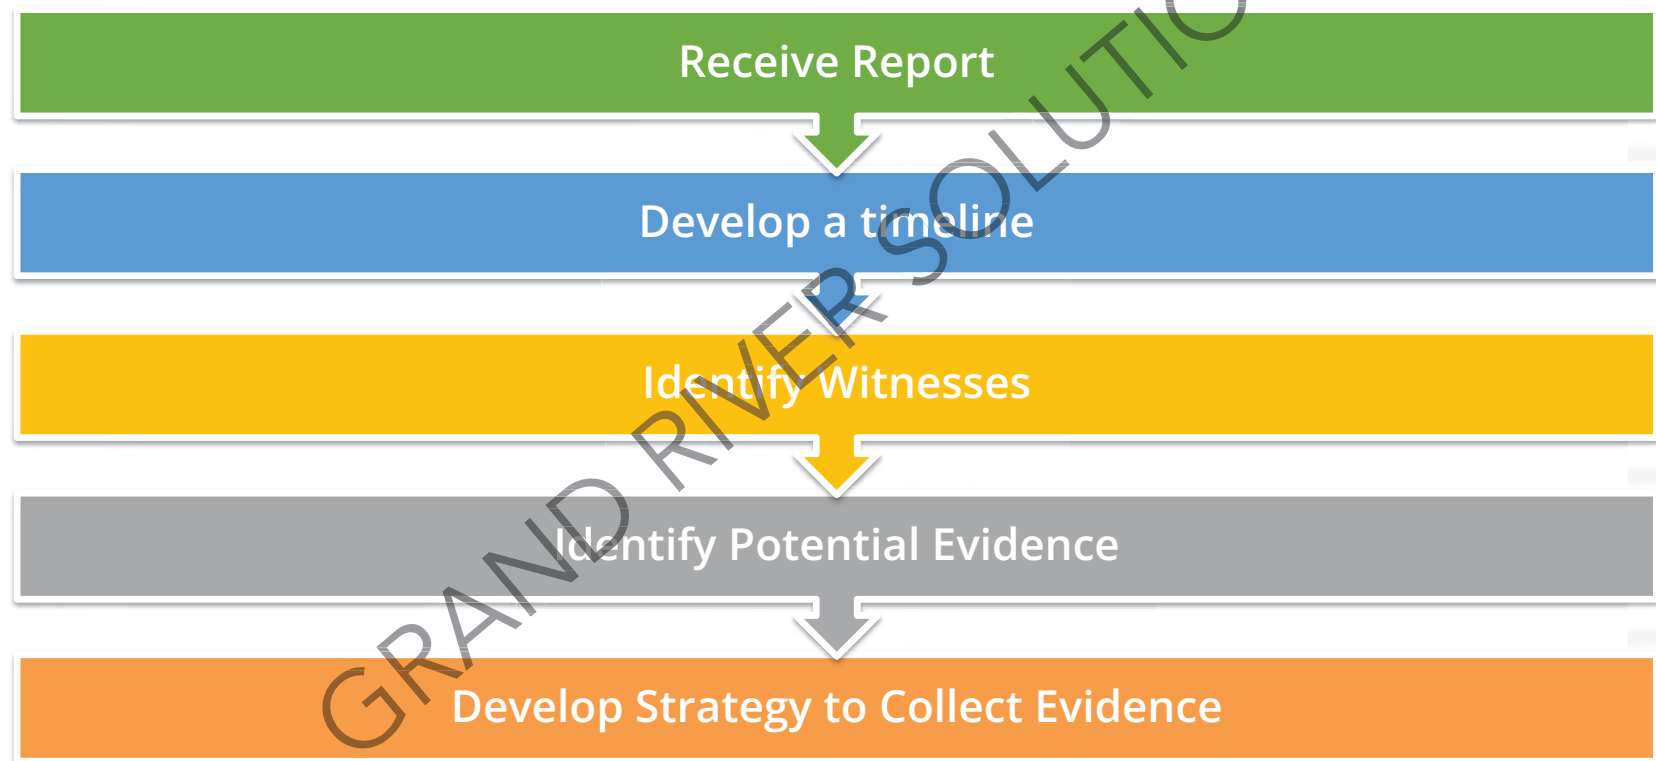 Receive Report
Develop a timeline
Identify Witnesses
Identify Potential Evidence
Develop Strategy to Collect Evidence
GRAND RIVER SOLUTIO